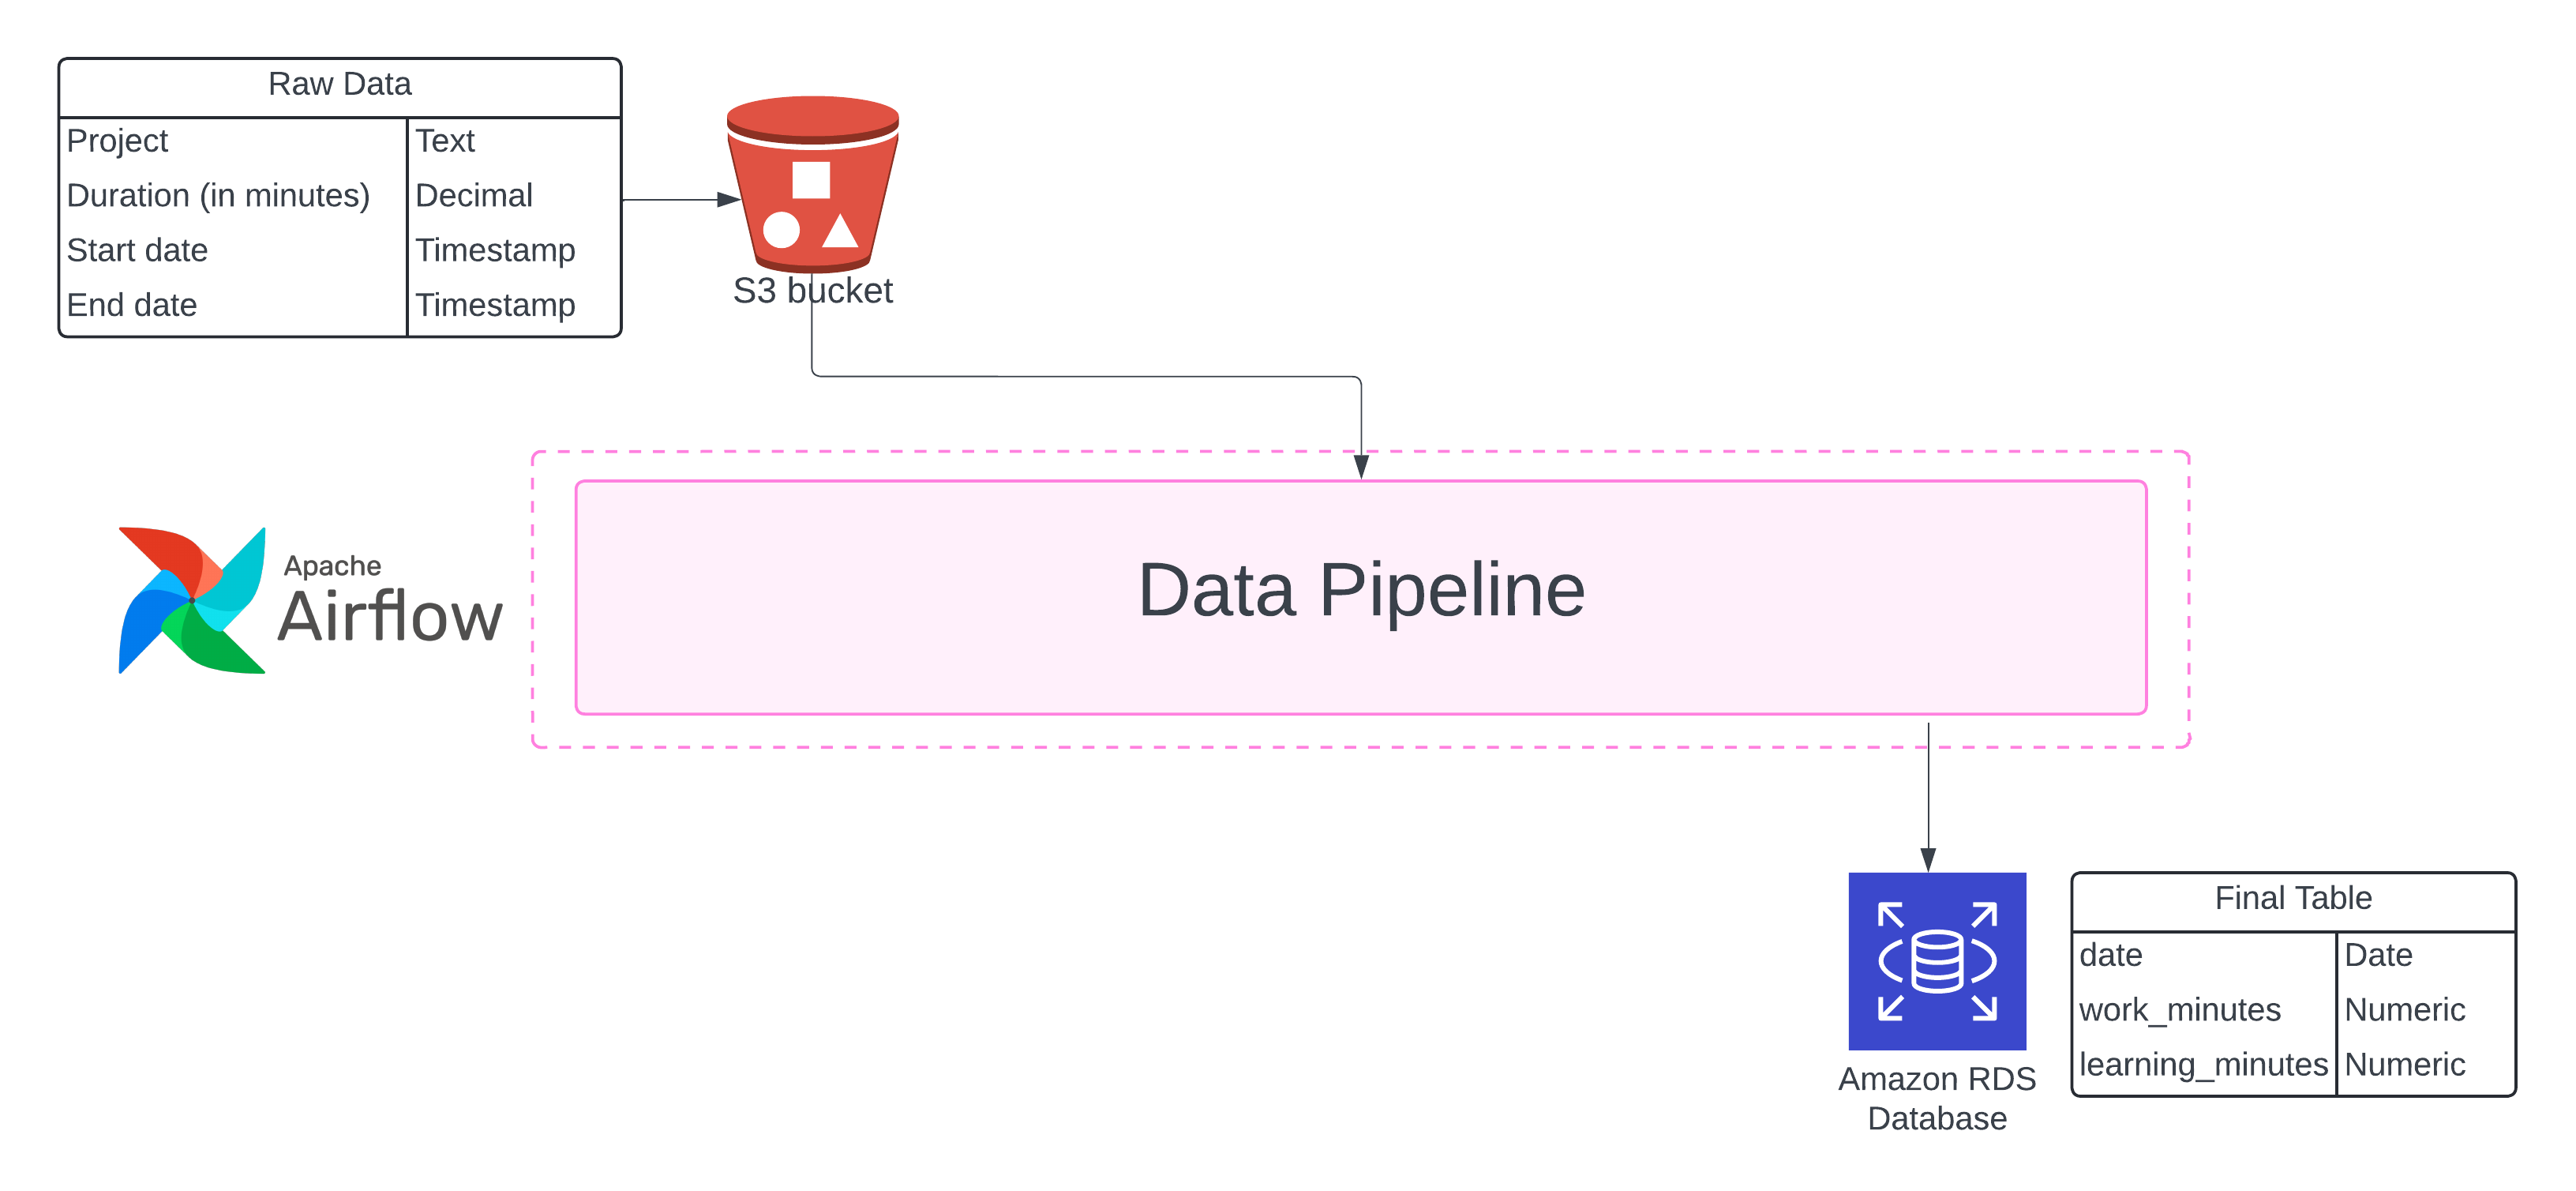 Raw Data
Project Text
Duration (in minutes) Decimal
Start date Timestamp
End date Timestamp
S3 bucket
Apache
Airflow
Data Pipeline
Amazon RDS
Database
Final Table
date Date
work_minutes Numeric
learning_minutes Numeric